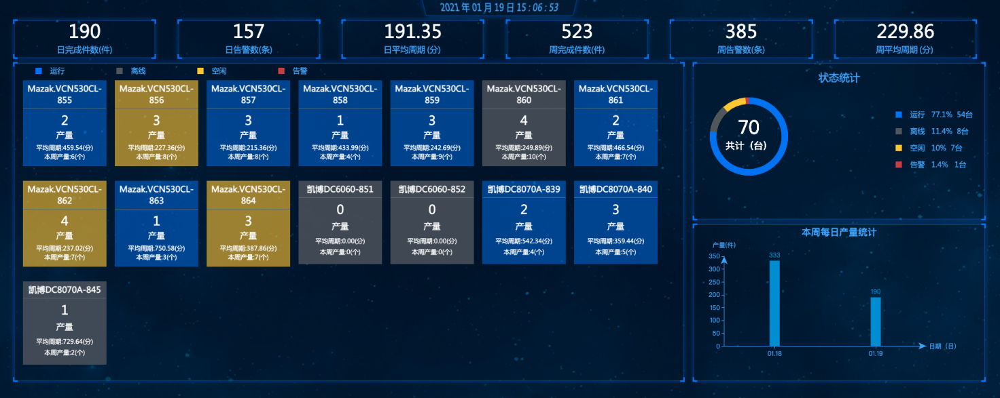 2021 年 01 月 19 日 15 : 06 : 53
190
日完成件数(件)
157
日告警数(条)
191.35
日平均周期 (分)
523
周完成件数(件)
385
周告警数(条)
229.86
周平均周期 (分)
运行
离线
空闲
告警
Mazak.VCN530CL-
855
2
产量
平均周期:459.54(分)
本周产量:6(个)
Mazak.VCN530CL-
856
3
产量
平均周期:227.36(分)
本周产量:8(个)
Mazak.VCN530CL-
857
3
产量
平均周期:215.36(分)
本周产量:8(个)
Mazak.VCN530CL-
858
1
产量
平均周期:433.99(分)
本周产量:4(个)
Mazak.VCN530CL-
859
3
产量
平均周期:242.69(分)
本周产量:9(个)
Mazak.VCN530CL-
860
4
产量
平均周期:249.89(分)
本周产量:10(个)
Mazak.VCN530CL-
861
2
产量
平均周期:466.54(分)
本周产量:7(个)
Mazak.VCN530CL-
862
4
产量
平均周期:237.02(分)
本周产量:7(个)
Mazak.VCN530CL-
863
1
产量
平均周期:750.58(分)
本周产量:3(个)
Mazak.VCN530CL-
864
3
产量
平均周期:387.86(分)
本周产量:7(个)
凯博DC6060-851
0
产量
平均周期:0.00(分)
本周产量:0(个)
凯博DC6060-852
0
产量
平均周期:0.00(分)
本周产量:0(个)
凯博DC8070A-839
2
产量
平均周期:542.34(分)
本周产量:4(个)
凯博DC8070A-840
3
产量
平均周期:359.44(分)
本周产量:5(个)
凯博DC8070A-845
1
产量
平均周期:729.64(分)
本周产量:2(个)
状态统计
70
共计（台）
运行 77.1% 54台
离线 11.4% 8台
空闲 10% 7台
告警 1.4% 1台
本周每日产量统计
产量(件)
350
300
250
200
150
100
50
0
333
190
01.18
01.19
日期（日）